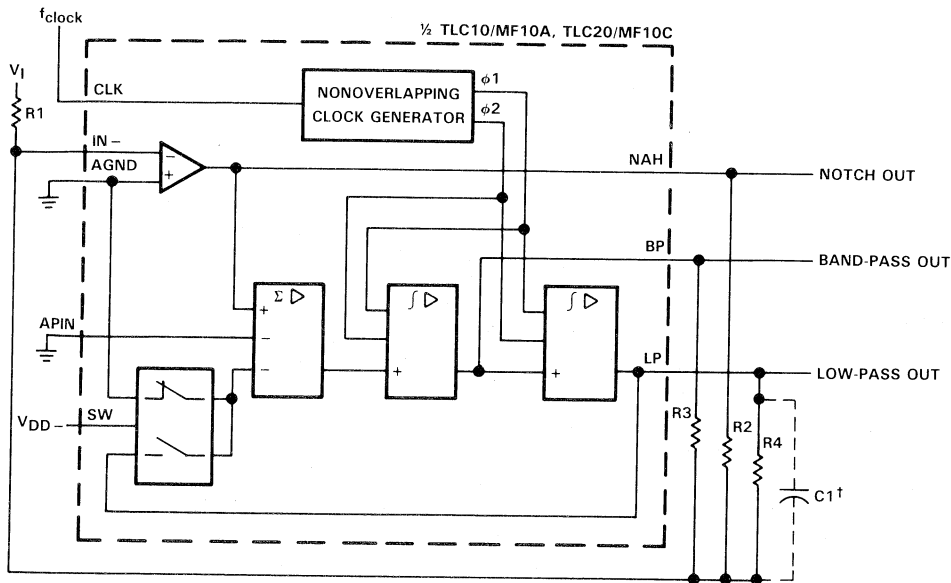 fclock
½ TLC10/MF10A, TLC20/MF10C
VI
R1
CLK
NONOVERLAPPING
CLOCK GENERATOR
ϕ1
ϕ2
IN −
AGND
−
+
NAH
NOTCH OUT
BP
BAND-PASS OUT
Σ ▷
∫ ▷
∫ ▷
APIN
+
−
−
+
+
LP
LOW-PASS OUT
VDD −
SW
R3
R2
R4
C1†